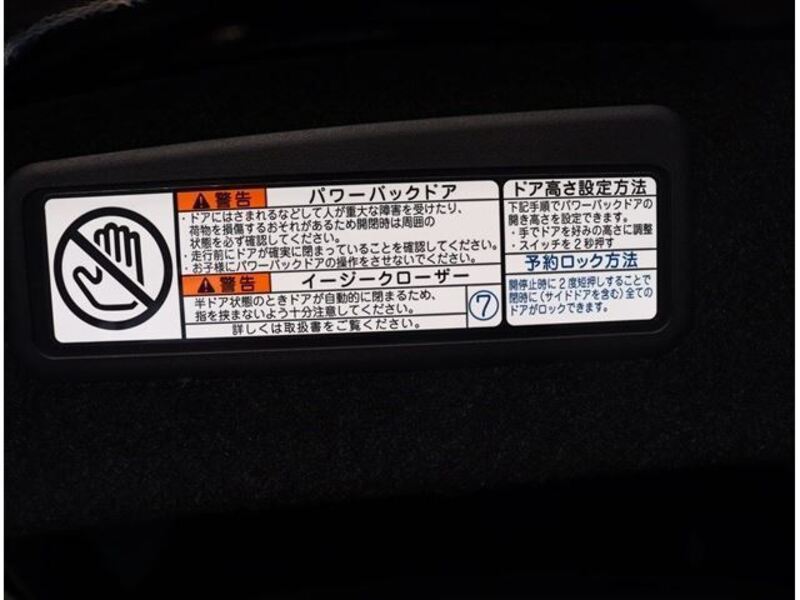 警告 パワーバックドア
・ドアにはさまれるなどして人が重大な障害を受けたり、
荷物を損傷するおそれがあるため開閉時は周囲の
状態を必ず確認してください。
・走行前にドアが確実に閉まっていることを確認してください。
・お子様にパワーバックドアの操作をさせないでください。
警告 イージークローザー
半ドア状態のときドアが自動的に閉まるため、
指を挟まないよう十分注意してください。
⑦
詳しくは取扱書をご覧ください。
ドア高さ設定方法
下記手順でパワーバックドアの
開き高さを設定できます。
・手でドアを好みの高さに調整
・スイッチを2秒押す
予約ロック方法
開停止時に2度短押しすることで
閉時に(サイドドアを含む)全ての
ドアがロックできます。